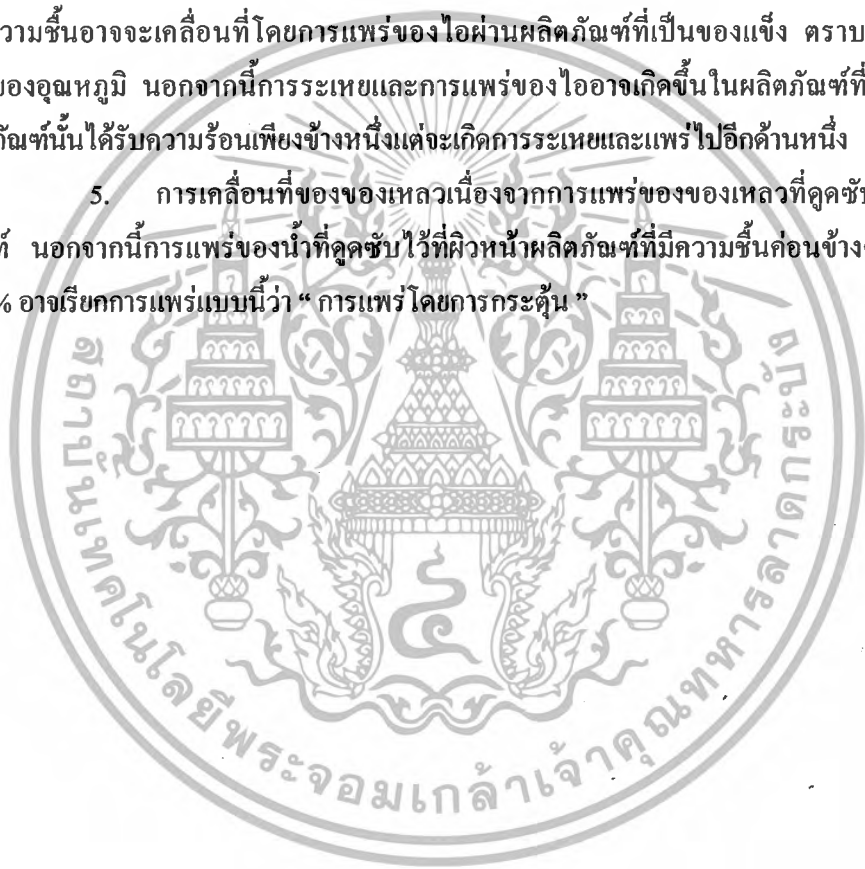 วามชื้นอาจจะเคลื่อนที่โดยการแพร่ของไอผ่านผลิตภัณฑ์ที่เป็นของแข็ง ตราบ
ของอุณหภูมิ นอกจากนี้การระเหยและการแพร่ของไออาจเกิดขึ้นในผลิตภัณฑ์ที่
ภัณฑ์นั้นได้รับความร้อนเพียงข้างหนึ่งแต่จะเกิดการระเหยและแพร่ไปอีกด้านหนึ่ง
5. การเคลื่อนที่ของของเหลวเนื่องจากการแพร่ของของเหลวที่ดูดซับ
ท์ นอกจากนี้การแพร่ของน้ำที่ดูดซับไว้ที่ผิวหน้าผลิตภัณฑ์ที่มีความชื้นค่อนข้าง
% อาจเรียกการแพร่แบบนี้ว่า “ การแพร่โดยการกระตุ้น ”
สถาบันเทคโนโลยีพระจอมเกล้าเจ้าคุณทหารลาดกระบัง